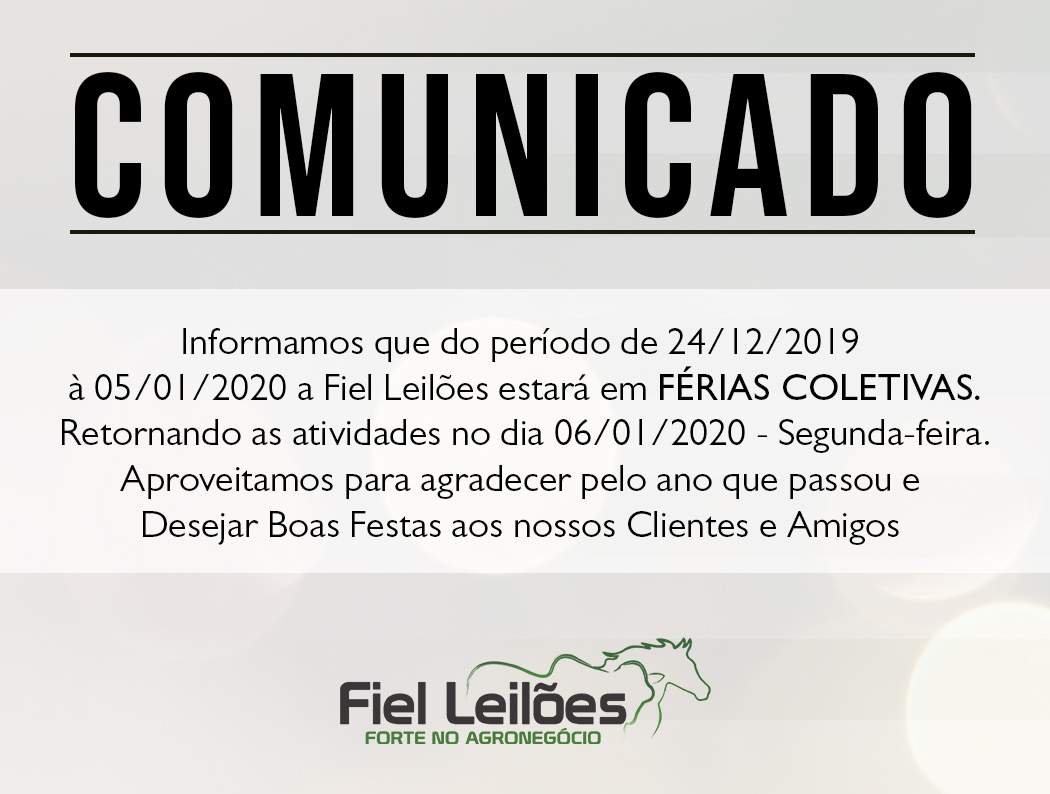 COMUNICADO
Informamos que do período de 24/12/2019
à 05/01/2020 a Fiel Leilões estará em FÉRIAS COLETIVAS.
Retornando as atividades no dia 06/01/2020 - Segunda-feira.
Aproveitamos para agradecer pelo ano que passou e
Desejar Boas Festas aos nossos Clientes e Amigos
Fiel Leilões
FORTE NO AGRONEGÓCIO